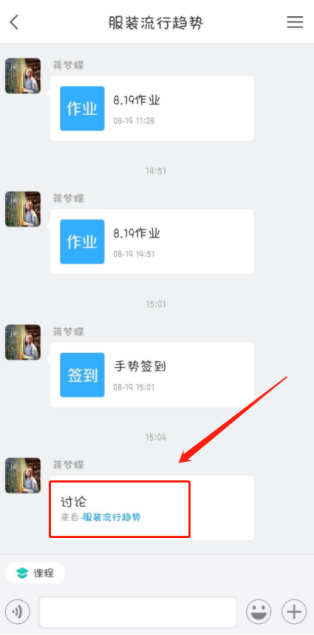 服装流行趋势
蒋梦蝶
作业
8.19作业
08-19 11:28
14:51
蒋梦蝶
作业
8.19作业
08-19 14:51
15:01
蒋梦蝶
签到
手势签到
08-19 15:01
15:04
蒋梦蝶
讨论
来自-服装流行趋势
课程